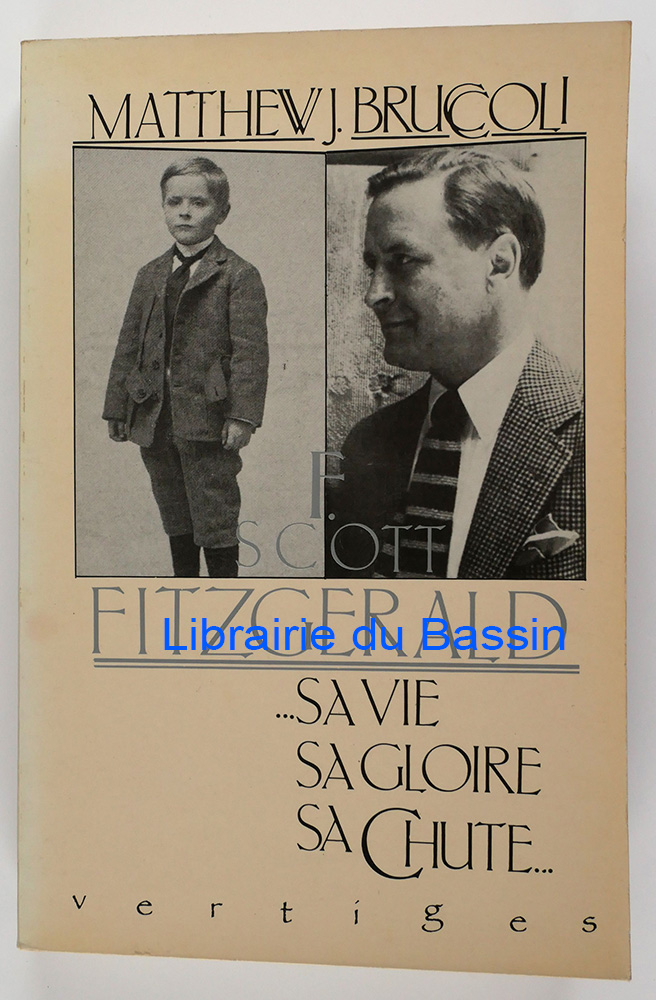 MATTHEW J. BRUCCOLI
F.
SCOTT
FITZGERALD
Librairie du Bassin
...SA VIE
SA GLOIRE
SA CHUTE...
vertiges